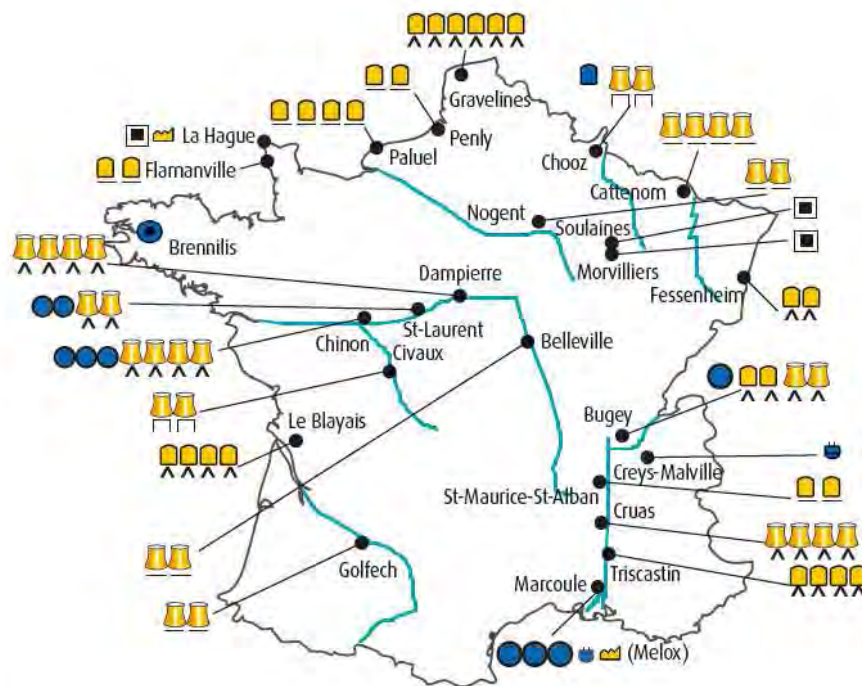 Gravelines
Penly
La Hague
Paluel
Chooz
Flamanville
Cattenom
Nogent
Soulaines
Brennilis
Morvilliers
Dampierre
Fessenheim
St-Laurent
Chinon
Belleville
Civaux
Le Blayais
Bugey
Creys-Malville
St-Maurice-St-Alban
Cruas
Golfech
Triscastin
Marcoule
(Melox)